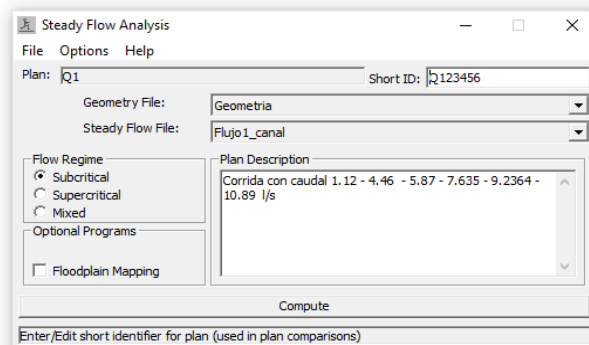 Steady Flow Analysis
File Options Help
Plan: Q1 Short ID: Q123456
Geometry File: Geometria
Steady Flow File: Flujo1_canal
Flow Regime
Subcritical
Supercritical
Mixed
Optional Programs
Floodplain Mapping
Plan Description
Corrida con caudal 1.12 - 4.46 - 5.87 - 7.635 - 9.2364 -
10.89 l/s
Compute
Enter/Edit short identifier for plan (used in plan comparisons)